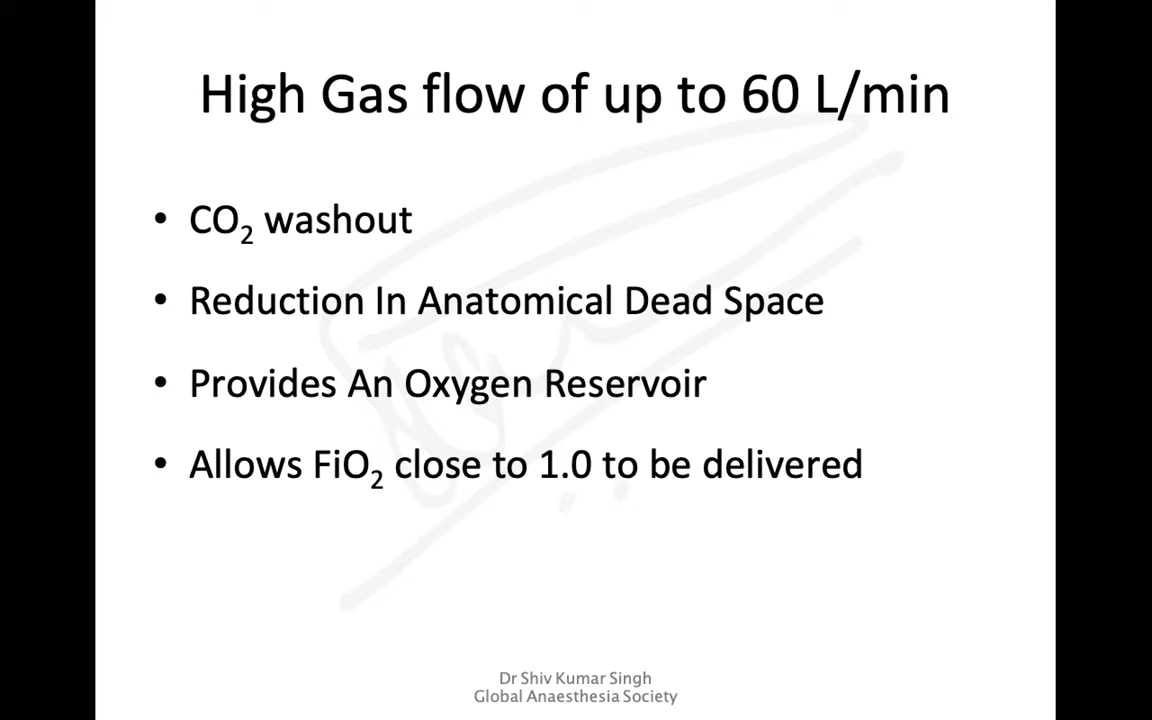 High Gas flow of up to 60 L/min
• CO₂ washout
• Reduction In Anatomical Dead Space
• Provides An Oxygen Reservoir
• Allows FiO₂ close to 1.0 to be delivered
Dr Shiv Kumar Singh
Global Anaesthesia Society